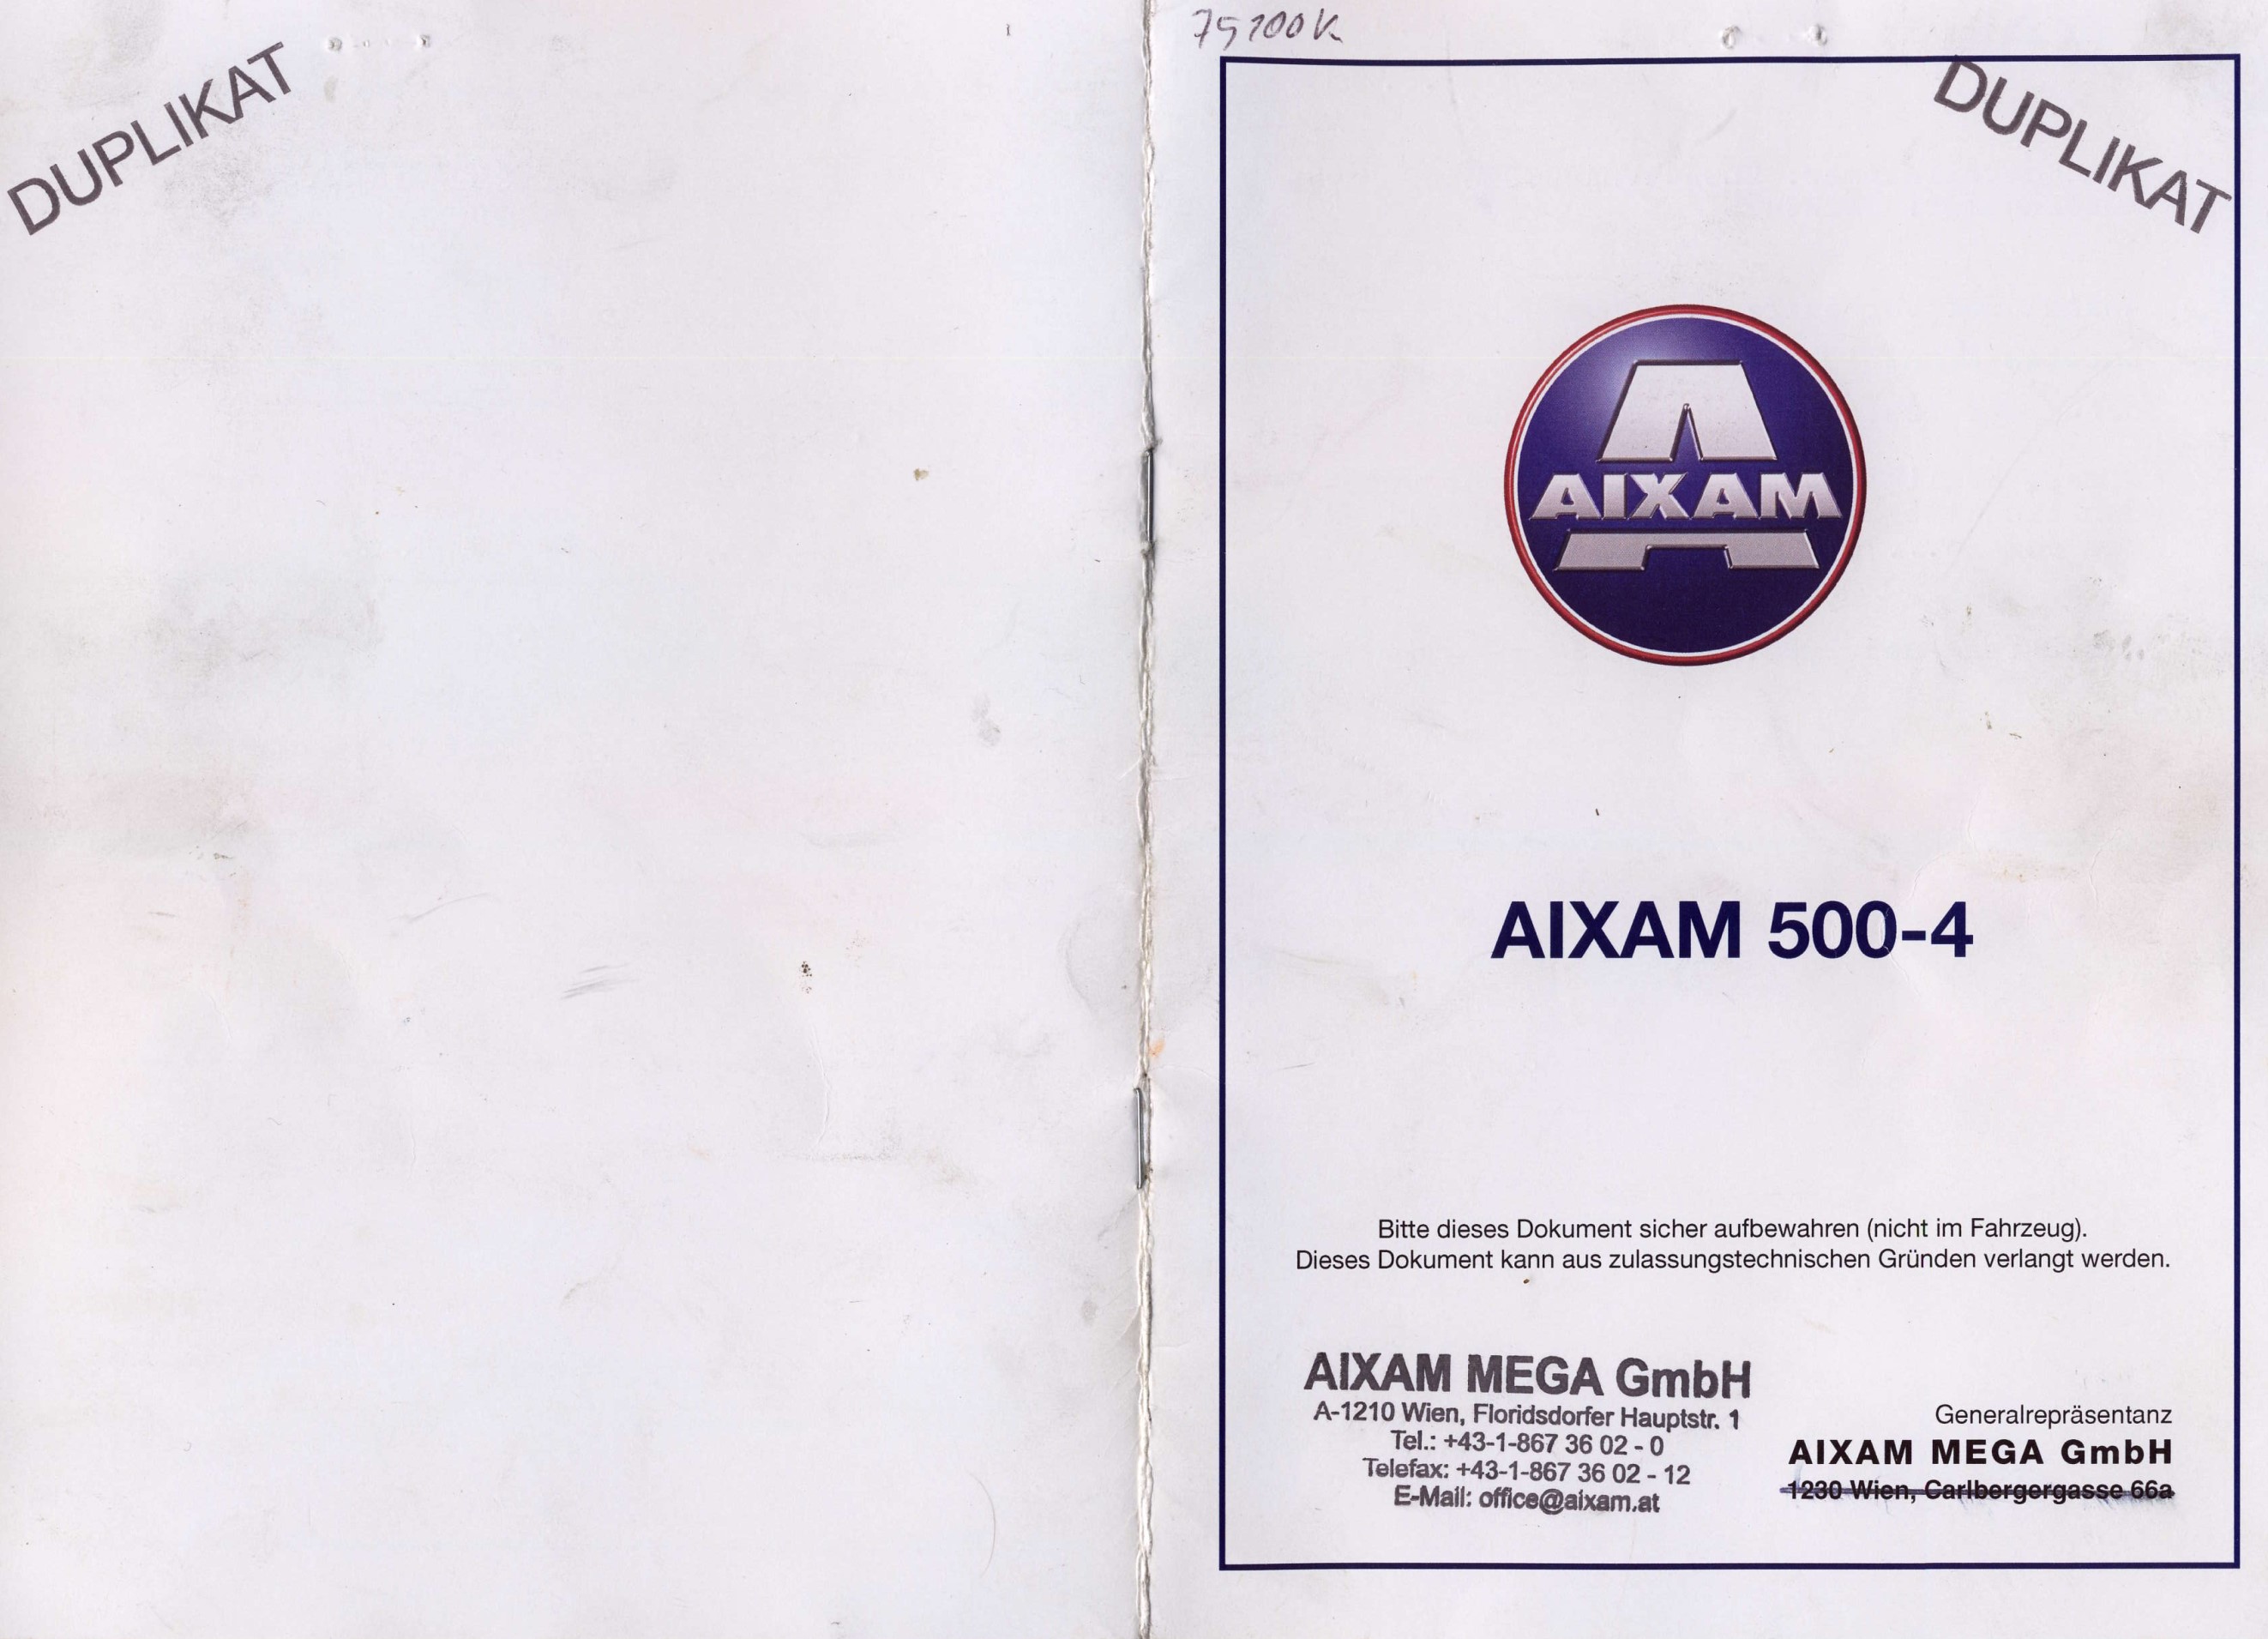 DUPLIKAT
75100K
DUPLIKAT
AIXAM
AIXAM 500-4
Bitte dieses Dokument sicher aufbewahren (nicht im Fahrzeug).
Dieses Dokument kann aus zulassungstechnischen Gründen verlangt werden.
AIXAM MEGA GmbH
A-1210 Wien, Floridsdorfer Hauptstr. 1
Tel.: +43-1-867 36 02 - 0
Telefax: +43-1-867 36 02 - 12
E-Mail: office@aixam.at
Generalrepräsentanz
AIXAM MEGA GmbH
1230 Wien, Carlbergergasse 66a